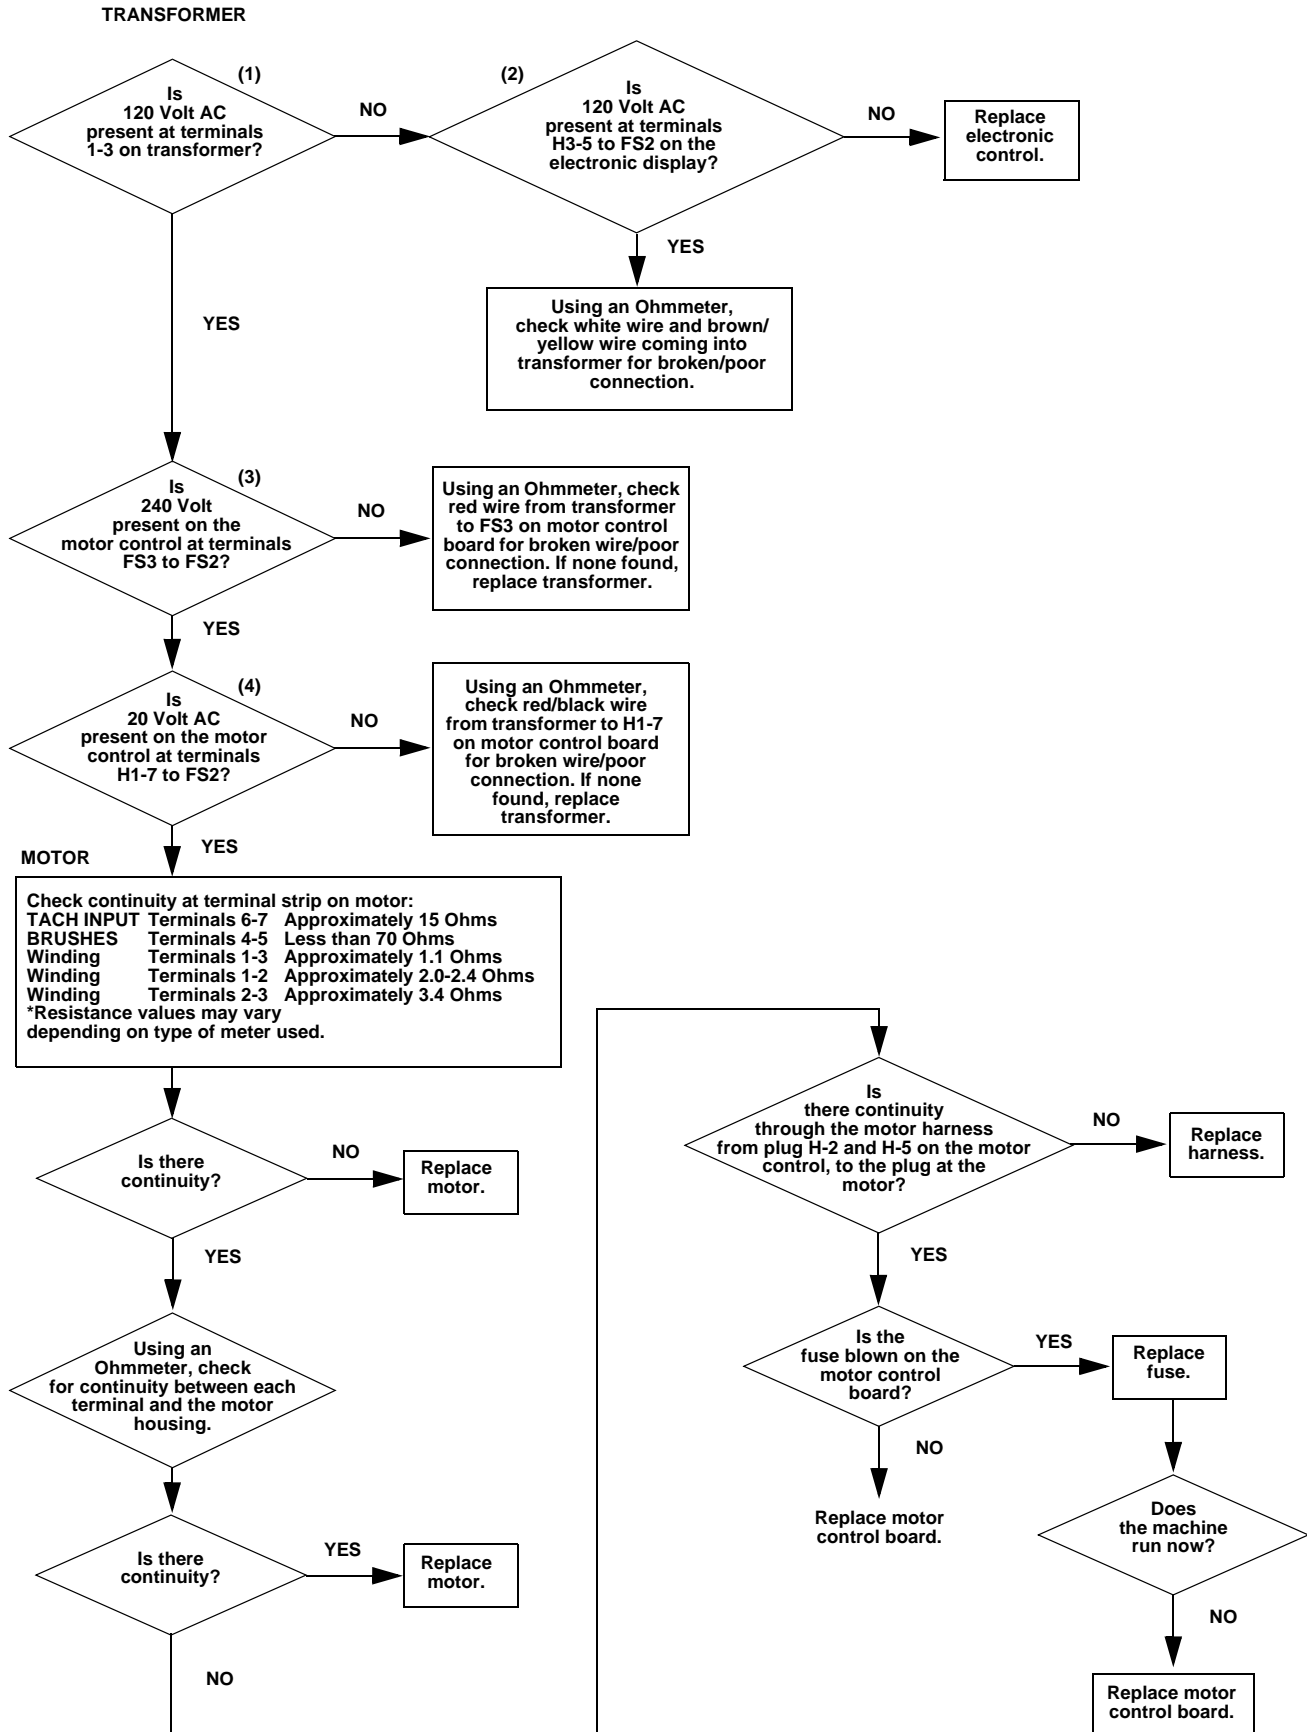 TRANSFORMER
(1)
Is
120 Volt AC
present at terminals
1-3 on transformer?
NO
(2)
Is
120 Volt AC
present at terminals
H3-5 to FS2 on the
electronic display?
NO
Replace
electronic
control.
YES
Using an Ohmmeter,
check white wire and brown/
yellow wire coming into
transformer for broken/poor
connection.
YES
(3)
Is
240 Volt
present on the
motor control at terminals
FS3 to FS2?
NO
Using an Ohmmeter, check
red wire from transformer
to FS3 on motor control
board for broken wire/poor
connection. If none found,
replace transformer.
YES
(4)
Is
20 Volt AC
present on the motor
control at terminals
H1-7 to FS2?
NO
Using an Ohmmeter,
check red/black wire
from transformer to H1-7
on motor control board
for broken wire/poor
connection. If none
found, replace
transformer.
YES
MOTOR
Check continuity at terminal strip on motor:
TACH INPUT Terminals 6-7 Approximately 15 Ohms
BRUSHES Terminals 4-5 Less than 70 Ohms
Winding Terminals 1-3 Approximately 1.1 Ohms
Winding Terminals 1-2 Approximately 2.0-2.4 Ohms
Winding Terminals 2-3 Approximately 3.4 Ohms
*Resistance values may vary
depending on type of meter used.
Is there
continuity?
NO
Replace
motor.
YES
Using an
Ohmmeter, check
for continuity between each
terminal and the motor
housing.
Is there
continuity?
YES
Replace
motor.
NO
Is
there continuity
through the motor harness
from plug H-2 and H-5 on the motor
control, to the plug at the
motor?
NO
Replace
harness.
YES
Is the
fuse blown on the
motor control
board?
YES
Replace
fuse.
NO
Replace motor
control board.
Does
the machine
run now?
NO
Replace motor
control board.